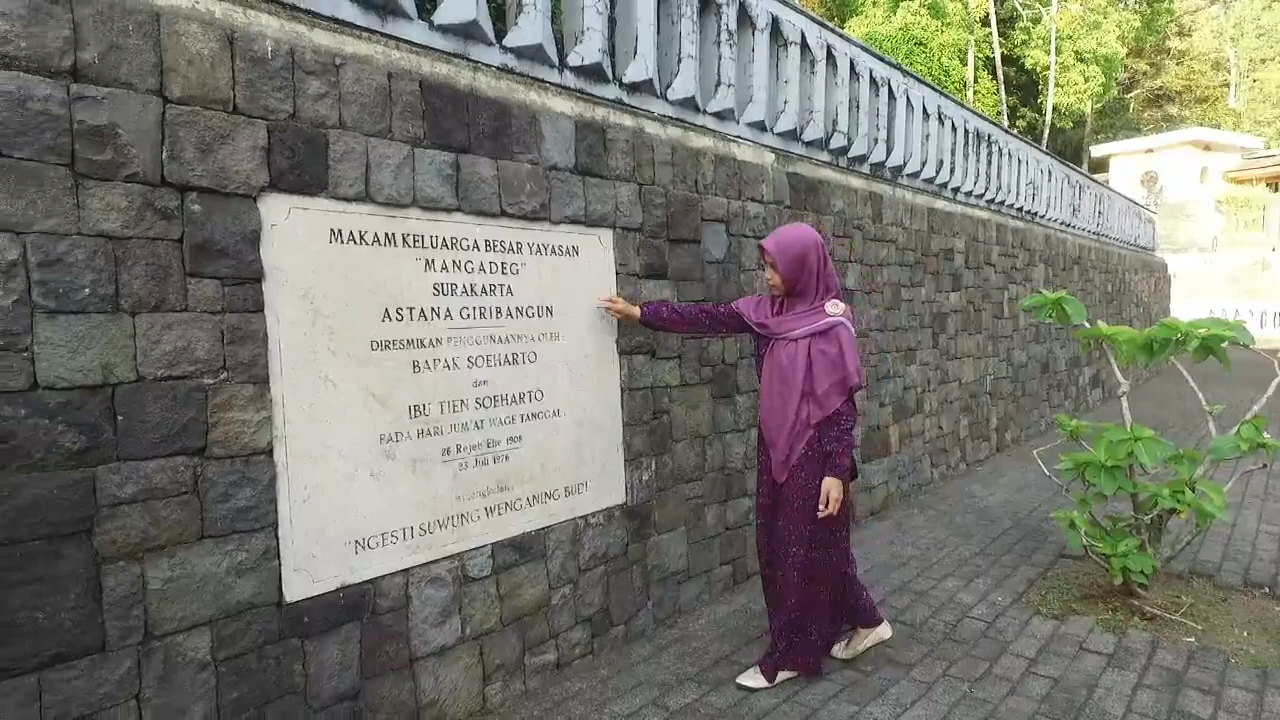 MAKAM KELUARGA BESAR YAYASAN
"MANGADEG"
SURAKARTA
ASTANA GIRIBANGUN
DIRESMIKAN PENGGUNAANNYA OLEH:
BAPAK SOEHARTO
dan
IBU TIEN SOEHARTO
PADA HARI JUM'AT WAGE TANGGAL:
26 Rejeb Ehe 1908
23 Juli 1976
"NGESTI SUWUNG WENGANING BUDI"